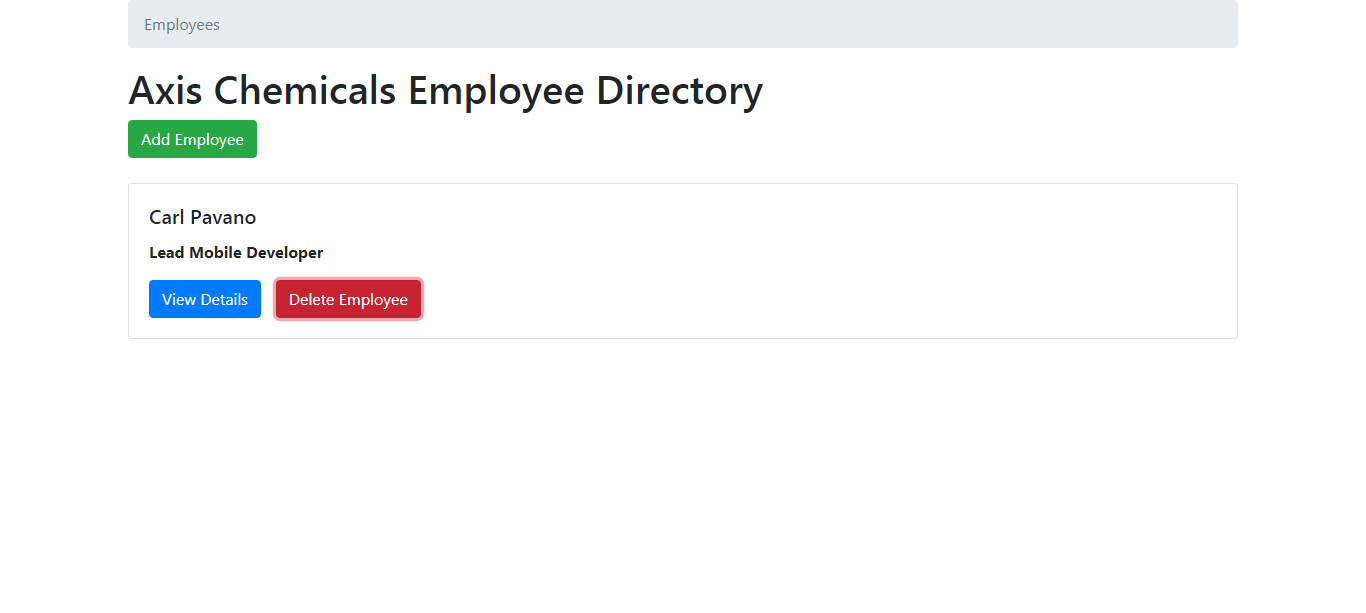 Employees
Axis Chemicals Employee Directory
Add Employee
Carl Pavano
Lead Mobile Developer
View Details Delete Employee